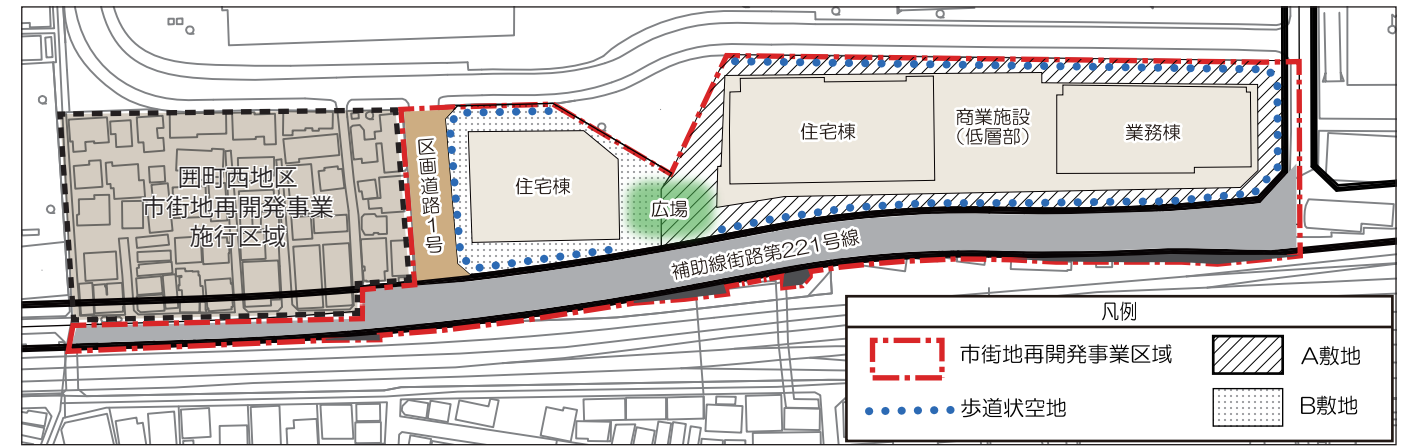 囲町西地区
市街地再開発事業
施行区域
区画道路1号
住宅棟
広場
住宅棟
商業施設
(低層部)
業務棟
補助線街路第221号線
凡例
市街地再開発事業区域
A敷地
歩道状空地
B敷地